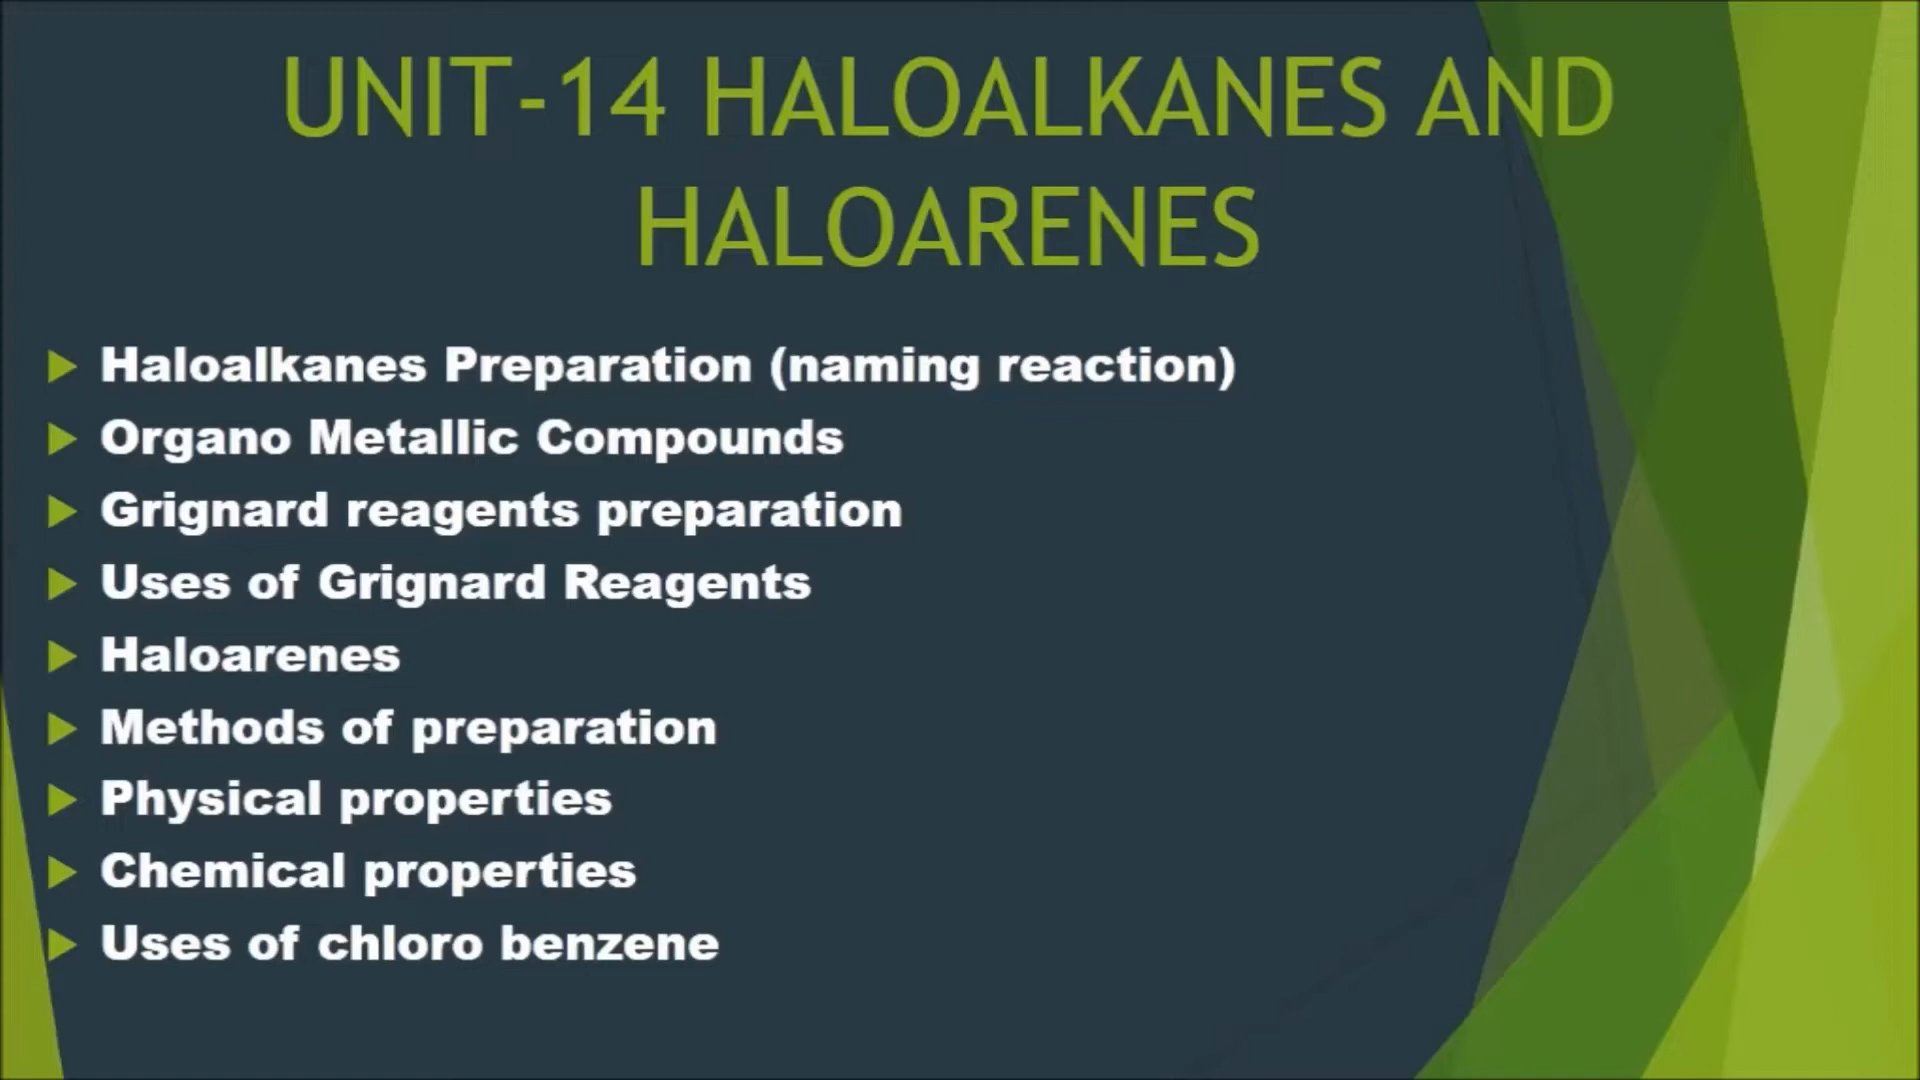 UNIT-14 HALOALKANES AND
HALOARENES
Haloalkanes Preparation (naming reaction)
Organo Metallic Compounds
Grignard reagents preparation
Uses of Grignard Reagents
Haloarenes
Methods of preparation
Physical properties
Chemical properties
Uses of chloro benzene